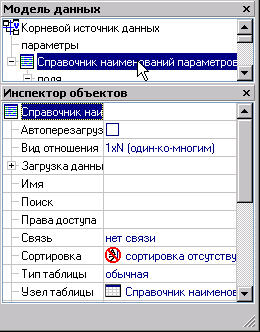 Модель данных
Корневой источник данных
параметры
Справочник наименований параметров
поля
Инспектор объектов
Справочник наи
Автоперезагруз
Вид отношения 1xN (один-ко-многим)
Загрузка данны
Имя
Поиск
Права доступа
Связь нет связи
Сортировка сортировка отсутству
Тип таблицы обычная
Узел таблицы Справочник наименов